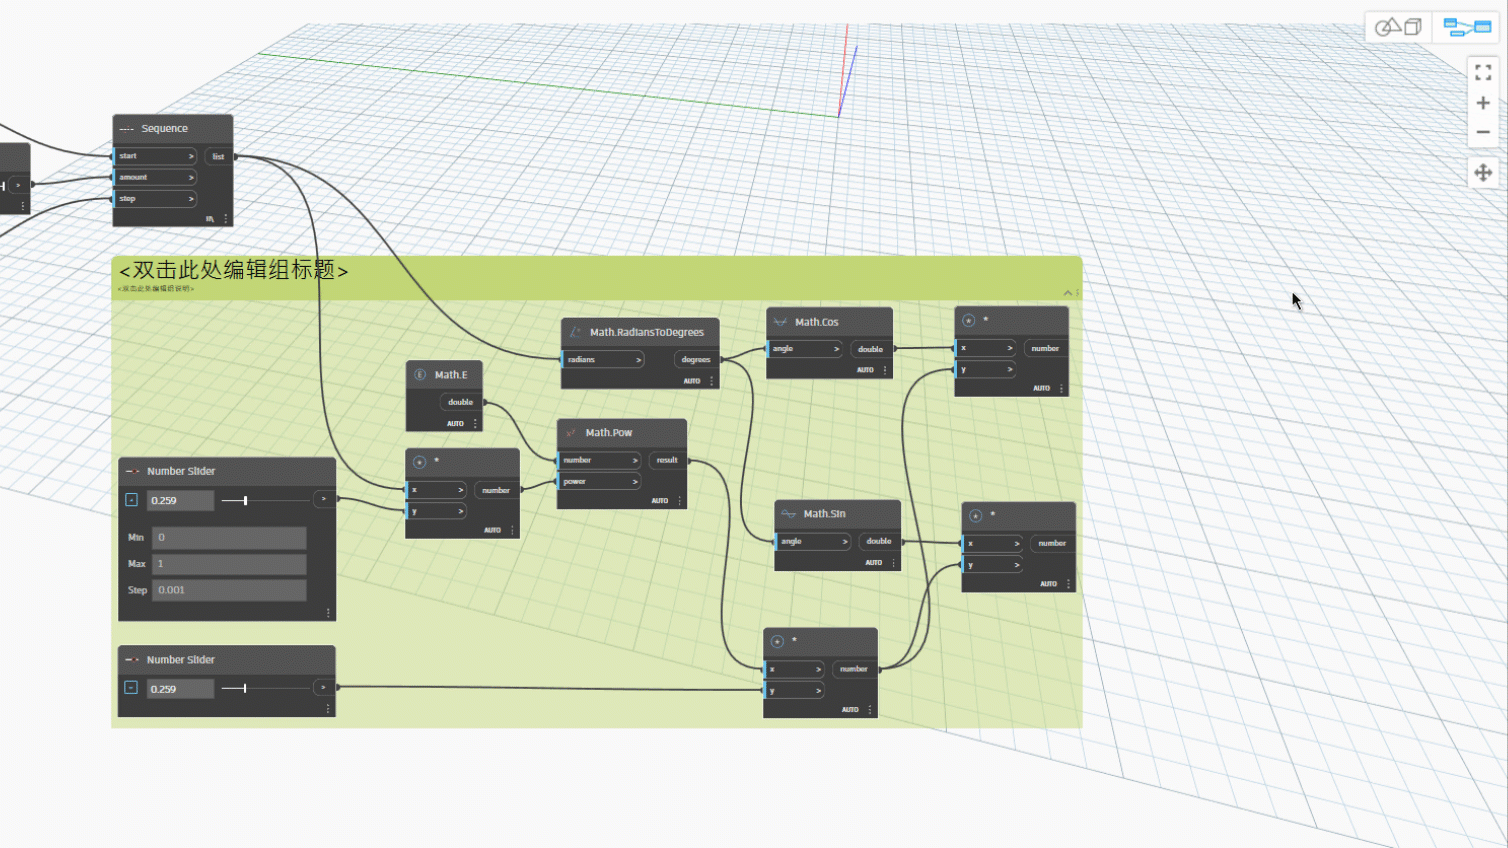 Sequence
start >
list
amount >
step >
>
<双击此处编辑组标题>
<双击此处编辑组说明>
Math.RadiansToDegrees
radians >
degrees
AUTO
Math.Cos
angle >
double
AUTO
*
x >
number
y >
AUTO
Math.E
double
AUTO
Math.Pow
number >
result
power >
AUTO
*
x >
number
y >
AUTO
Number Slider
0.259
>
Min 0
Max 1
Step 0.001
Math.Sin
angle >
double
AUTO
*
x >
number
y >
AUTO
Number Slider
0.259
>
*
x >
number
y >
AUTO